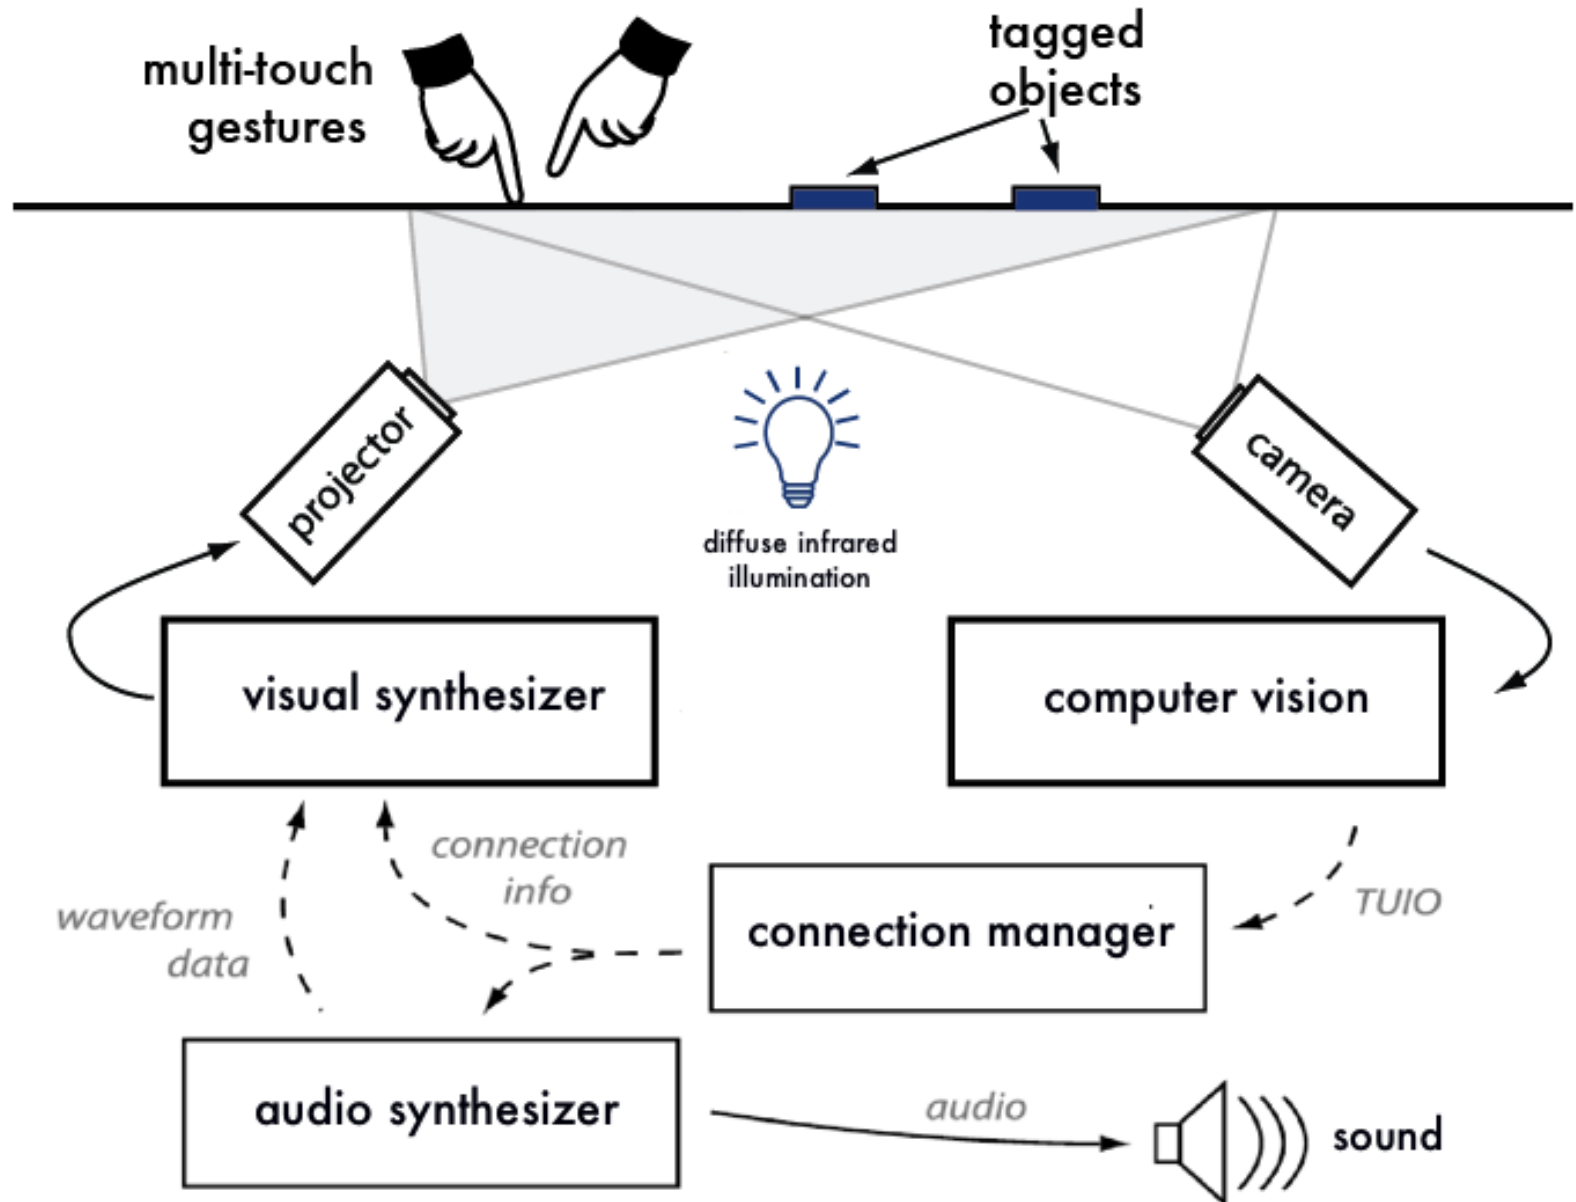 multi-touch
gestures
tagged
objects
projector
camera
diffuse infrared
illumination
visual synthesizer
computer vision
connection
info
waveform
data
connection manager
TUIO
audio synthesizer
audio
sound